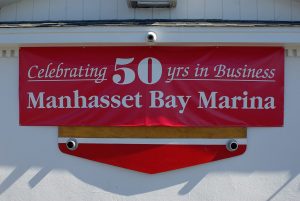 Celebrating 50 yrs in Business
Manhasset Bay Marina